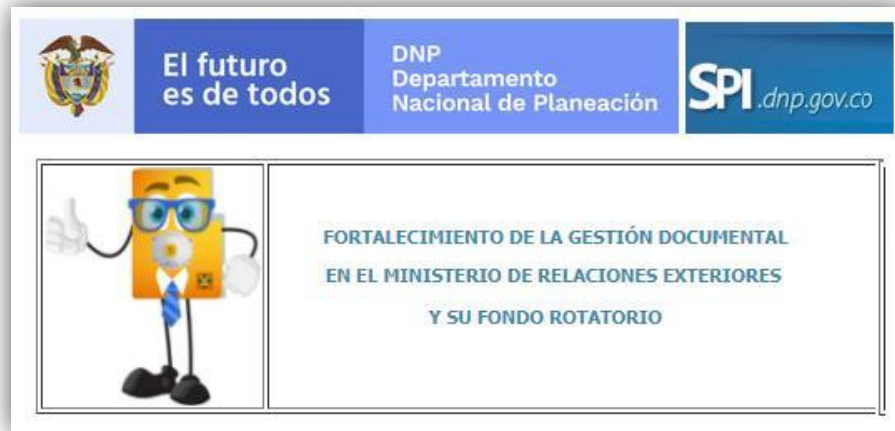 El futuro
es de todos
DNP
Departamento
Nacional de Planeación
SPI.dnp.gov.co
FORTALECIMIENTO DE LA GESTIÓN DOCUMENTAL
EN EL MINISTERIO DE RELACIONES EXTERIORES
Y SU FONDO ROTATORIO